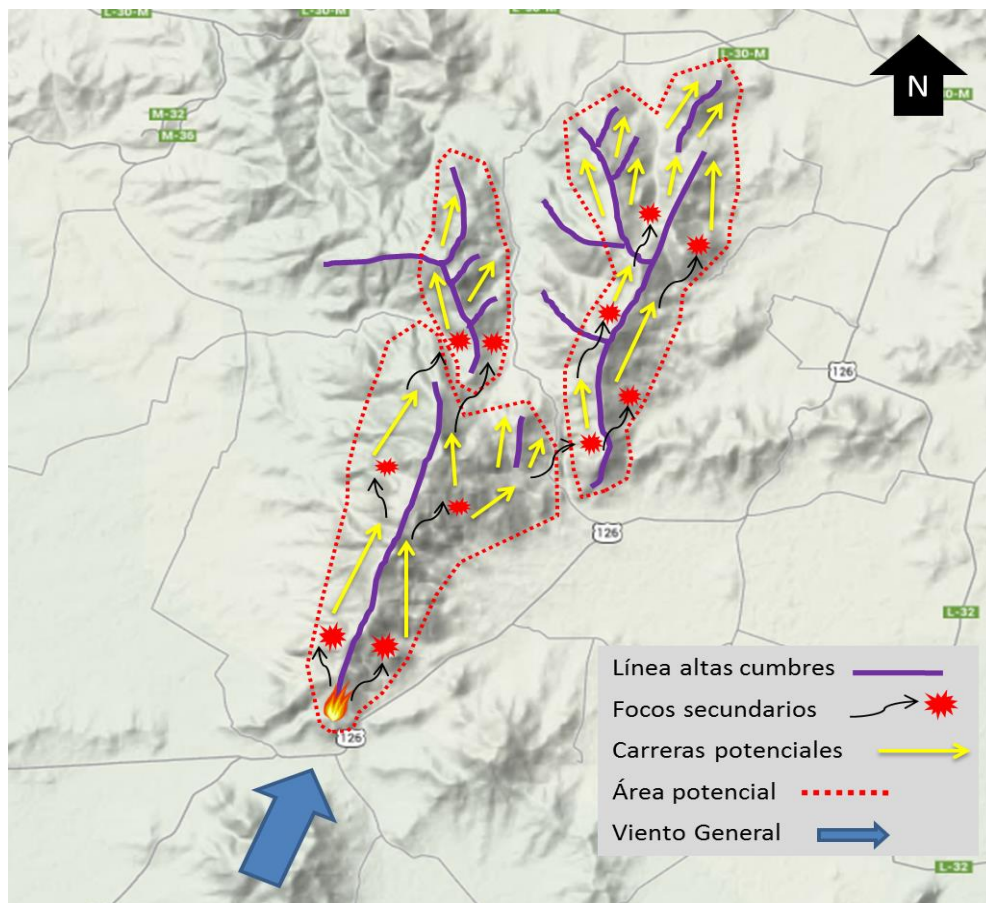 L-30-M
M-32
M-36
N
126
126
L-32
126
L-32
Línea altas cumbres
Focos secundarios
Carreras potenciales
Área potencial
Viento General